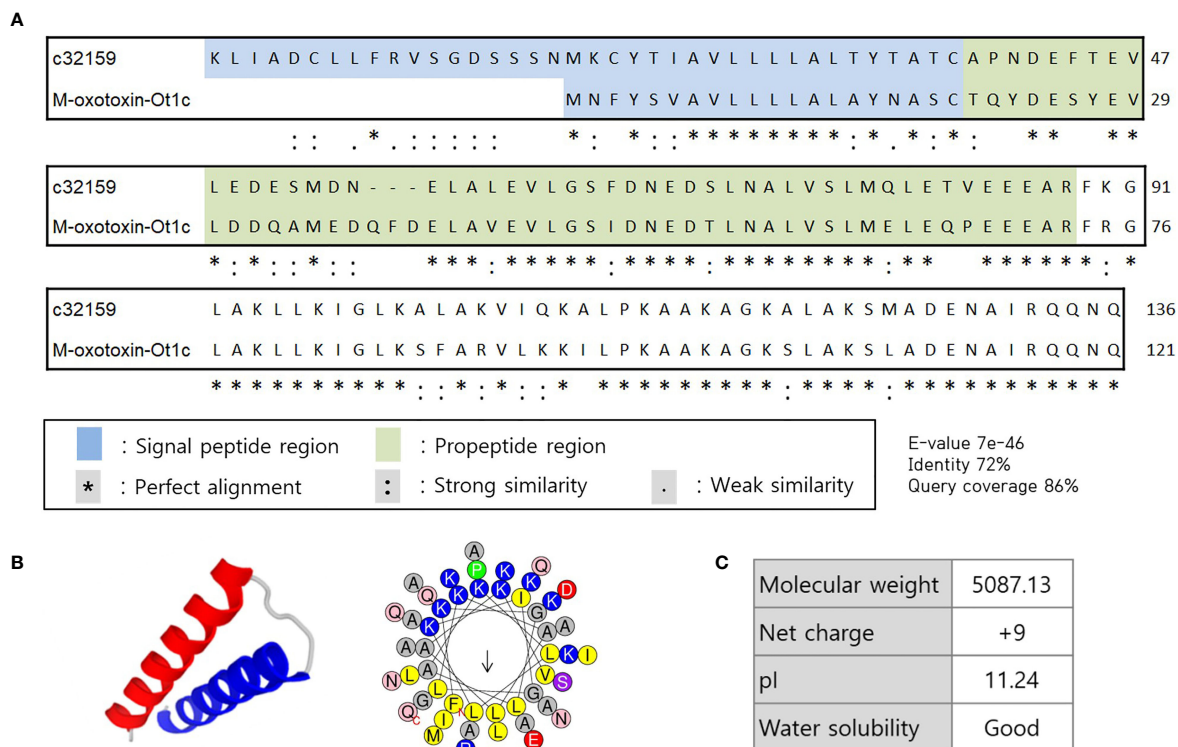 A
c32159 K L I A D C L L F R V S G D S S S N M K C Y T I A V L L L L A L T Y T A T C A P N D E F T E V 47
M-oxotoxin-Ot1c M N F Y S V A V L L L L A L A Y N A S C T Q Y D E S Y E V 29
: : . * . : : : : : * : * : : * * * * * * * * : * . * : * : * * * *
c32159 L E D E S M D N - - - E L A L E V L G S F D N E D S L N A L V S L M Q L E T V E E E A R F K G 91
M-oxotoxin-Ot1c L D D Q A M E D Q F D E L A V E V L G S I D N E D T L N A L V S L M E L E Q P E E E A R F R G 76
* : * : : * : : * * * : * * * * * : * * * * : * * * * * * * * : * * * * * * * * : *
c32159 L A K L L K I G L K A L A K V I Q K A L P K A A K A G K A L A K S M A D E N A I R Q Q N Q 136
M-oxotoxin-Ot1c L A K L L K I G L K S F A R V L K K I L P K A A K A G K S L A K S L A D E N A I R Q Q N Q 121
* * * * * * * * * * : : * : * : : * * * * * * * * * * : * * * * : * * * * * * * * * * *
: Signal peptide region : Propeptide region
* : Perfect alignment : : Strong similarity . : Weak similarity
E-value 7e-46
Identity 72%
Query coverage 86%
B
A
P
K K Q
K K K K K D
A Q K I K
Q A K G A A
A A L K I
N L A V S
Q G L G A N
C M I F L L L A E
A L
C
Molecular weight 5087.13
Net charge +9
pI 11.24
Water solubility Good